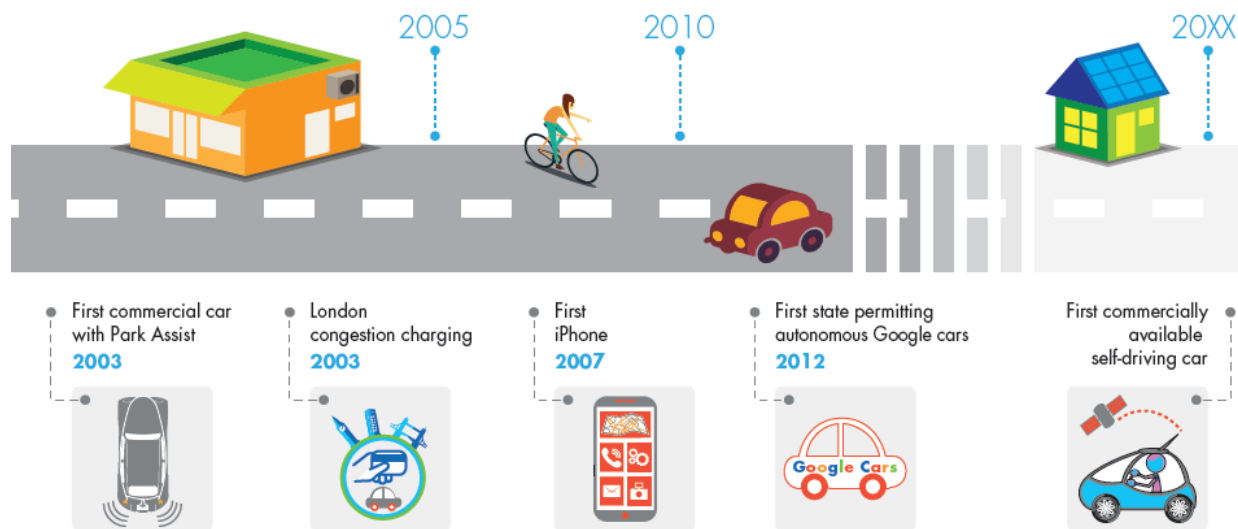 2005
2010
20XX
First commercial car
with Park Assist
2003
London
congestion charging
2003
First
iPhone
2007
First state permitting
autonomous Google cars
2012
First commercially
available
self-driving car
Google Cars